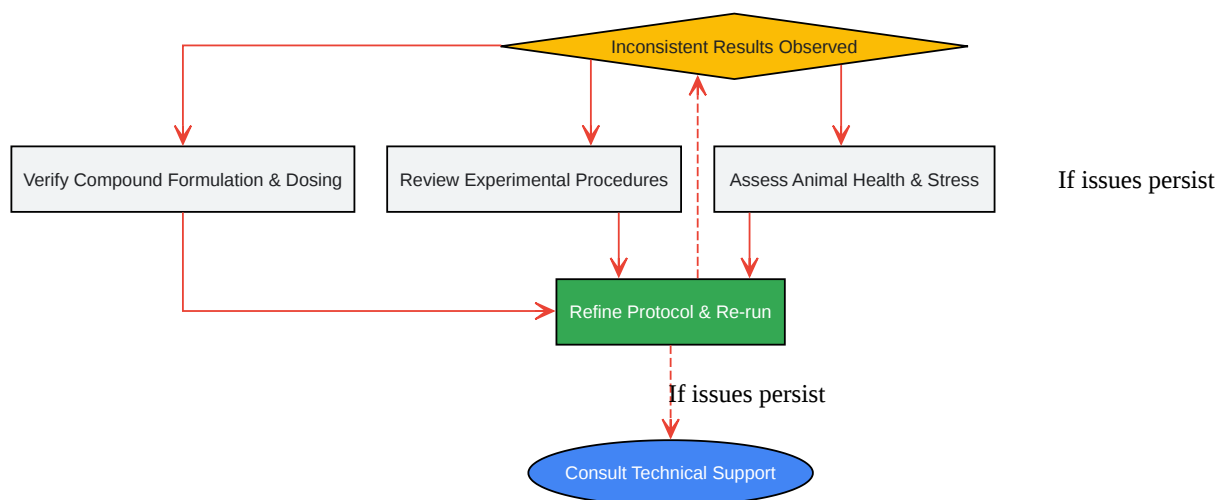 Inconsistent Results Observed
Verify Compound Formulation & Dosing
Review Experimental Procedures
Assess Animal Health & Stress
If issues persist
Refine Protocol & Re-run
If issues persist
Consult Technical Support